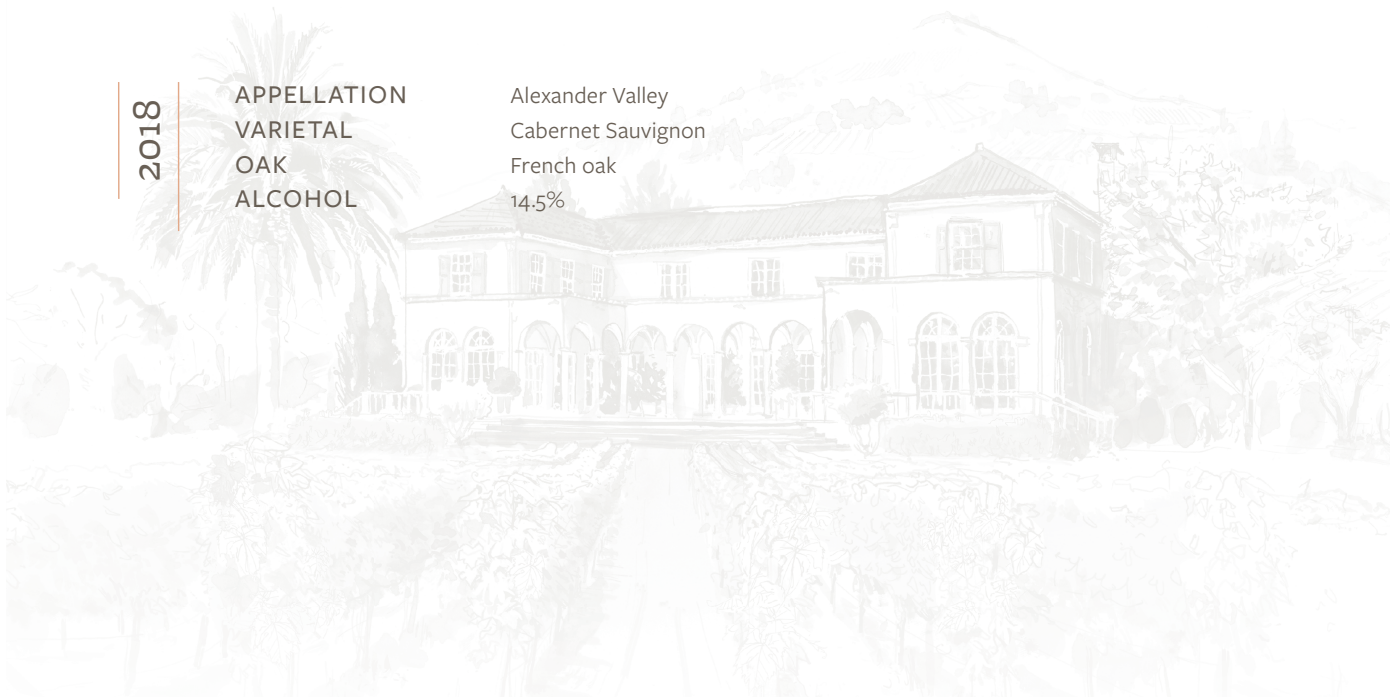 2018
APPELLATION Alexander Valley
VARIETAL Cabernet Sauvignon
OAK French oak
ALCOHOL 14.5%